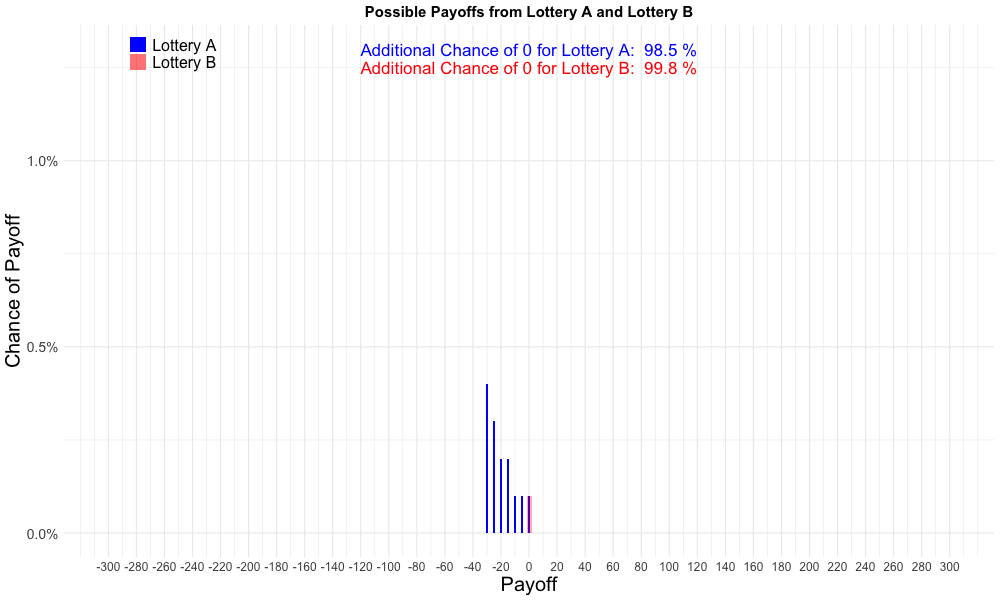 Possible Payoffs from Lottery A and Lottery B
Lottery A
Lottery B
Additional Chance of 0 for Lottery A: 98.5 %
Additional Chance of 0 for Lottery B: 99.8 %
Chance of Payoff
1.0%
0.5%
0.0%
-300 -280 -260 -240 -220 -200 -180 -160 -140 -120 -100 -80 -60 -40 -20 0 20 40 60 80 100 120 140 160 180 200 220 240 260 280 300
Payoff